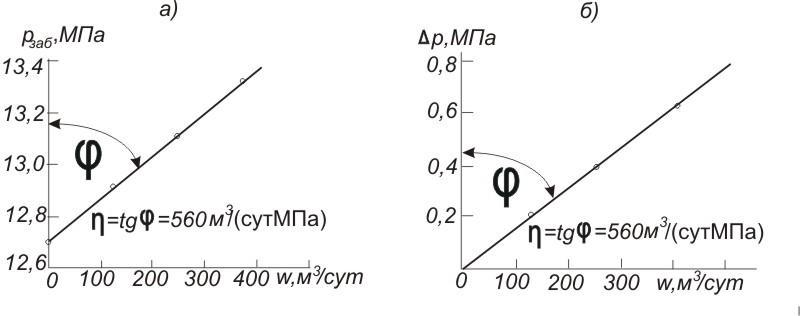 а)
pзаб,МПа
13,4
13,2
13,0
12,8
12,6
φ
η=tgφ=560м³/(сутМПа)
0 100 200 300 400 w,м³/сут
б)
Δp,МПа
0,8
0,6
0,4
0,2
φ
η=tgφ=560м³/(сутМПа)
0 100 200 300 w,м³/сут